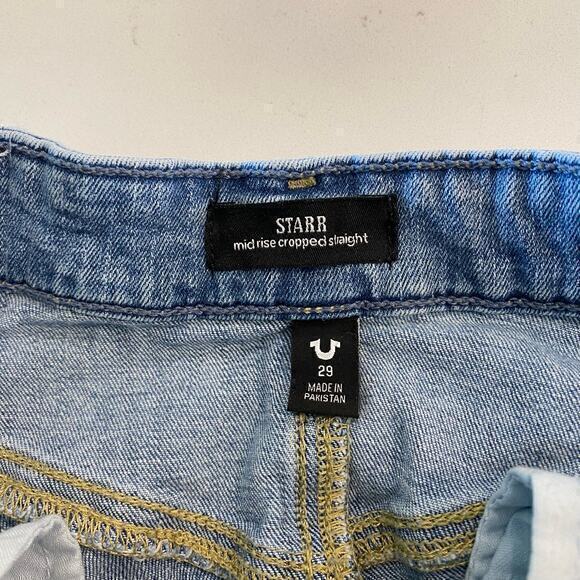 STARR
mid rise cropped straight
29
MADE IN
PAKISTAN